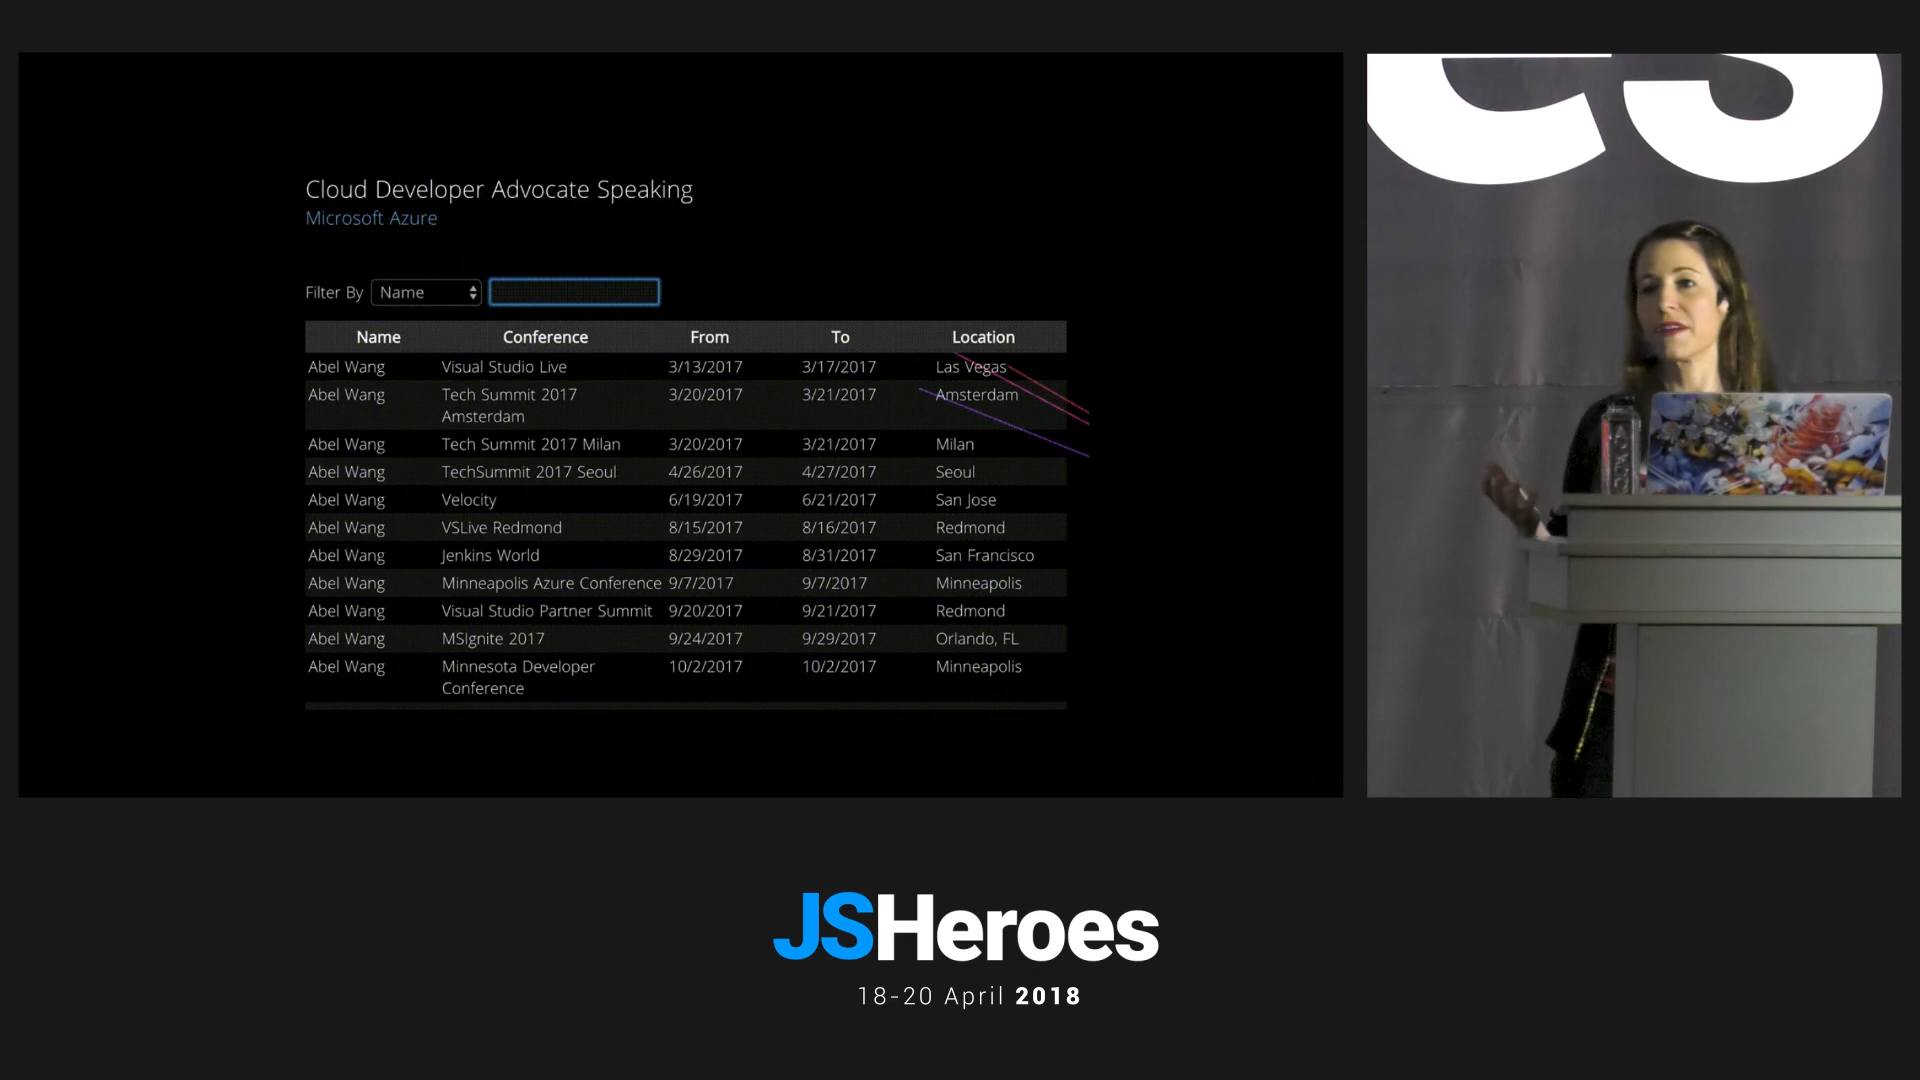 es
Cloud Developer Advocate Speaking
Microsoft Azure
Filter By Name
Name Conference From To Location
Abel Wang Visual Studio Live 3/13/2017 3/17/2017 Las Vegas
Abel Wang Tech Summit 2017 Amsterdam 3/20/2017 3/21/2017 Amsterdam
Abel Wang Tech Summit 2017 Milan 3/20/2017 3/21/2017 Milan
Abel Wang TechSummit 2017 Seoul 4/26/2017 4/27/2017 Seoul
Abel Wang Velocity 6/19/2017 6/21/2017 San Jose
Abel Wang VSLive Redmond 8/15/2017 8/16/2017 Redmond
Abel Wang Jenkins World 8/29/2017 8/31/2017 San Francisco
Abel Wang Minneapolis Azure Conference 9/7/2017 9/7/2017 Minneapolis
Abel Wang Visual Studio Partner Summit 9/20/2017 9/21/2017 Redmond
Abel Wang MSIgnite 2017 9/24/2017 9/29/2017 Orlando, FL
Abel Wang Minnesota Developer Conference 10/2/2017 10/2/2017 Minneapolis
JSHeroes
18-20 April 2018